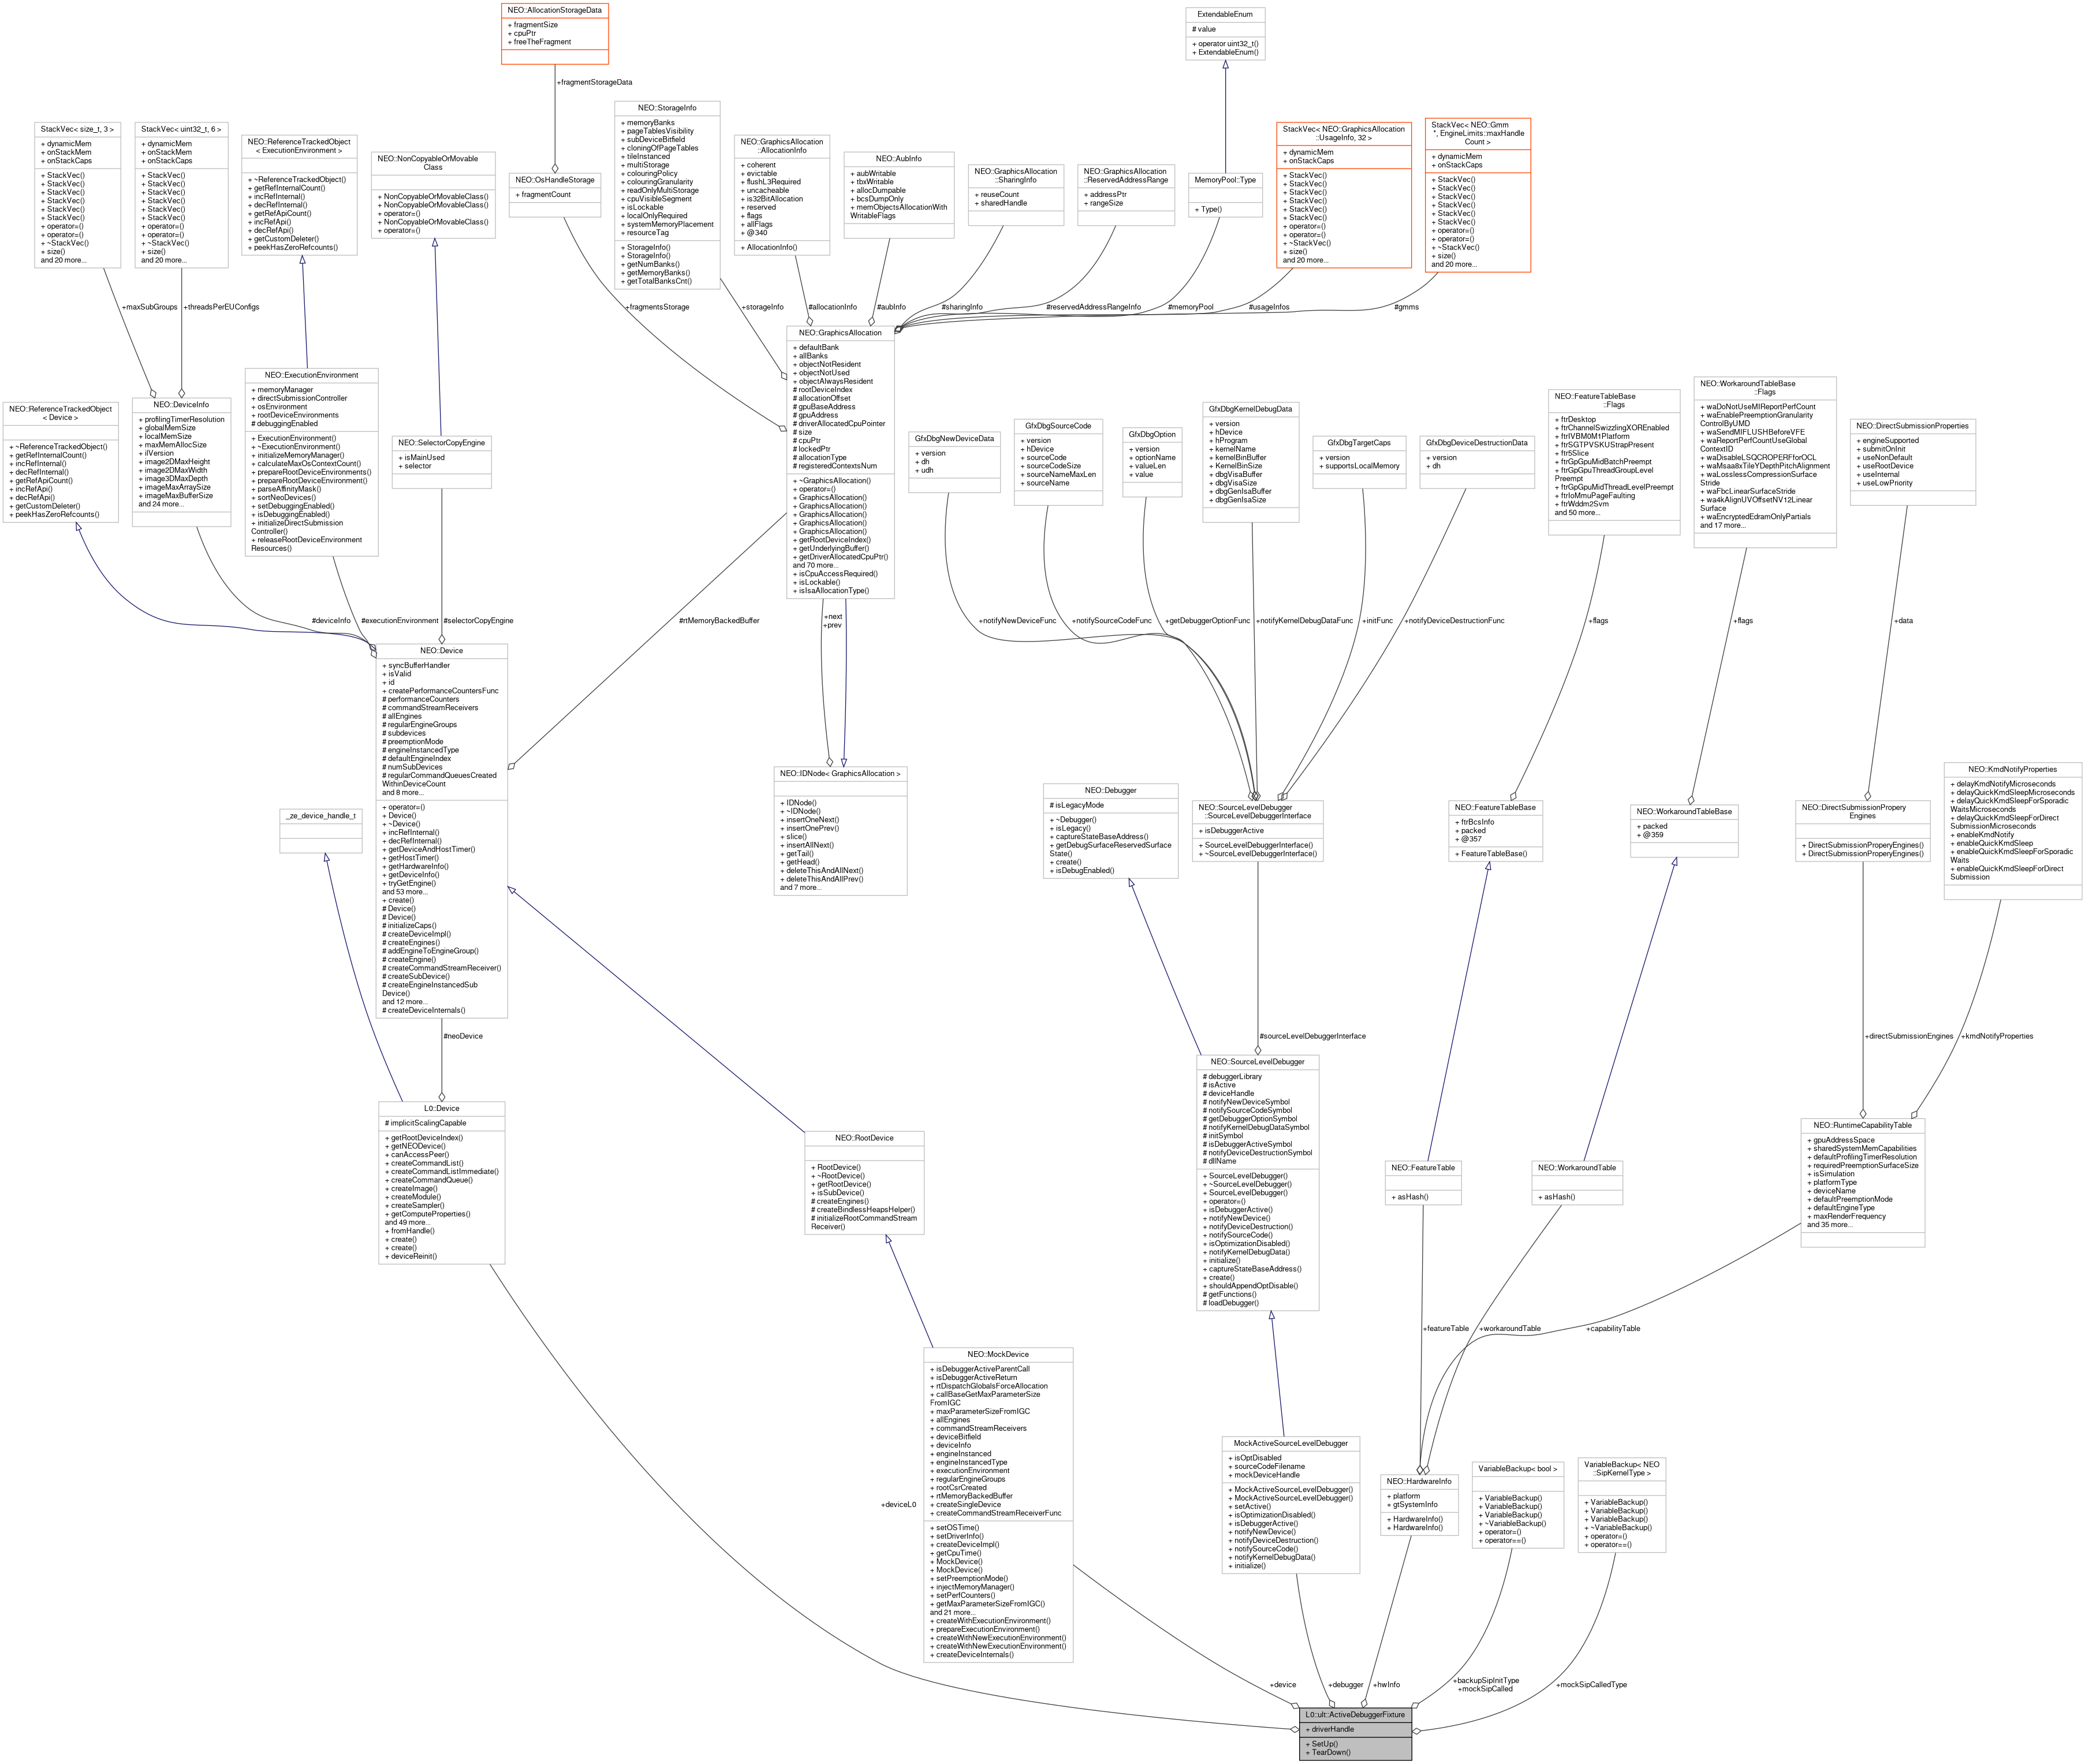 NEO::AllocationStorageData
+ fragmentSize
+ cpuPtr
+ freeTheFragment
ExtendableEnum
# value
+ operator uint32_t()
+ ExtendableEnum()
+fragmentStorageData
NEO::StorageInfo
+ memoryBanks
+ pageTablesVisibility
+ subDeviceBitfield
+ cloningOfPageTables
+ tileInstanced
+ multiStorage
+ colouringPolicy
+ colouringGranularity
+ readOnlyMultiStorage
+ cpuVisibleSegment
+ isLockable
+ localOnlyRequired
+ systemMemoryPlacement
+ resourceTag
+ StorageInfo()
+ StorageInfo()
+ getNumBanks()
+ getMemoryBanks()
+ getTotalBanksCnt()
StackVec< size_t, 3 >
+ dynamicMem
+ onStackMem
+ onStackCaps
+ StackVec()
+ StackVec()
+ StackVec()
+ StackVec()
+ StackVec()
+ StackVec()
+ operator=()
+ operator=()
+ ~StackVec()
+ size()
and 20 more...
StackVec< uint32_t, 6 >
+ dynamicMem
+ onStackMem
+ onStackCaps
+ StackVec()
+ StackVec()
+ StackVec()
+ StackVec()
+ StackVec()
+ StackVec()
+ operator=()
+ operator=()
+ ~StackVec()
+ size()
and 20 more...
NEO::ReferenceTrackedObject
< ExecutionEnvironment >
+ ~ReferenceTrackedObject()
+ getRefInternalCount()
+ incRefInternal()
+ decRefInternal()
+ getRefApiCount()
+ incRefApi()
+ decRefApi()
+ getCustomDeleter()
+ peekHasZeroRefcounts()
NEO::NonCopyableOrMovable
Class
+ NonCopyableOrMovableClass()
+ NonCopyableOrMovableClass()
+ operator=()
+ NonCopyableOrMovableClass()
+ operator=()
NEO::OsHandleStorage
+ fragmentCount
NEO::GraphicsAllocation
::AllocationInfo
+ coherent
+ evictable
+ flushL3Required
+ uncacheable
+ is32BitAllocation
+ reserved
+ flags
+ allFlags
+ @340
+ AllocationInfo()
NEO::AubInfo
+ aubWritable
+ tbxWritable
+ allocDumpable
+ bcsDumpOnly
+ memObjectsAllocationWith
WritableFlags
NEO::GraphicsAllocation
::SharingInfo
+ reuseCount
+ sharedHandle
NEO::GraphicsAllocation
::ReservedAddressRange
+ addressPtr
+ rangeSize
MemoryPool::Type
+ Type()
StackVec< NEO::GraphicsAllocation
::UsageInfo, 32 >
+ dynamicMem
+ onStackCaps
+ StackVec()
+ StackVec()
+ StackVec()
+ StackVec()
+ StackVec()
+ StackVec()
+ operator=()
+ operator=()
+ ~StackVec()
+ size()
and 20 more...
StackVec< NEO::Gmm
*, EngineLimits::maxHandle
Count >
+ dynamicMem
+ onStackCaps
+ StackVec()
+ StackVec()
+ StackVec()
+ StackVec()
+ StackVec()
+ StackVec()
+ operator=()
+ operator=()
+ ~StackVec()
+ size()
and 20 more...
+maxSubGroups
+threadsPerEUConfigs
+fragmentsStorage
+storageInfo
#allocationInfo
#aubInfo
#sharingInfo
#reservedAddressRangeInfo
#memoryPool
#usageInfos
#gmms
NEO::ReferenceTrackedObject
< Device >
+ ~ReferenceTrackedObject()
+ getRefInternalCount()
+ incRefInternal()
+ decRefInternal()
+ getRefApiCount()
+ incRefApi()
+ decRefApi()
+ getCustomDeleter()
+ peekHasZeroRefcounts()
NEO::DeviceInfo
+ profilingTimerResolution
+ globalMemSize
+ localMemSize
+ maxMemAllocSize
+ ilVersion
+ image2DMaxHeight
+ image2DMaxWidth
+ image3DMaxDepth
+ imageMaxArraySize
+ imageMaxBufferSize
and 24 more...
NEO::ExecutionEnvironment
+ memoryManager
+ directSubmissionController
+ osEnvironment
+ rootDeviceEnvironments
# debuggingEnabled
+ ExecutionEnvironment()
+ ~ExecutionEnvironment()
+ initializeMemoryManager()
+ calculateMaxOsContextCount()
+ prepareRootDeviceEnvironments()
+ prepareRootDeviceEnvironment()
+ parseAffinityMask()
+ sortNeoDevices()
+ setDebuggingEnabled()
+ isDebuggingEnabled()
+ initializeDirectSubmission
Controller()
+ releaseRootDeviceEnvironment
Resources()
NEO::SelectorCopyEngine
+ isMainUsed
+ selector
NEO::GraphicsAllocation
+ defaultBank
+ allBanks
+ objectNotResident
+ objectNotUsed
+ objectAlwaysResident
# rootDeviceIndex
# allocationOffset
# gpuBaseAddress
# gpuAddress
# driverAllocatedCpuPointer
# size
# cpuPtr
# lockedPtr
# allocationType
# registeredContextsNum
+ ~GraphicsAllocation()
+ operator=()
+ GraphicsAllocation()
+ GraphicsAllocation()
+ GraphicsAllocation()
+ GraphicsAllocation()
+ GraphicsAllocation()
+ getRootDeviceIndex()
+ getUnderlyingBuffer()
+ getDriverAllocatedCpuPtr()
and 70 more...
+ isCpuAccessRequired()
+ isLockable()
+ isIsaAllocationType()
GfxDbgNewDeviceData
+ version
+ dh
+ udh
GfxDbgSourceCode
+ version
+ hDevice
+ sourceCode
+ sourceCodeSize
+ sourceNameMaxLen
+ sourceName
GfxDbgOption
+ version
+ optionName
+ valueLen
+ value
GfxDbgKernelDebugData
+ version
+ hDevice
+ hProgram
+ kernelName
+ kernelBinBuffer
+ KernelBinSize
+ dbgVisaBuffer
+ dbgVisaSize
+ dbgGenIsaBuffer
+ dbgGenIsaSize
GfxDbgTargetCaps
+ version
+ supportsLocalMemory
GfxDbgDeviceDestructionData
+ version
+ dh
NEO::FeatureTableBase
::Flags
+ ftrDesktop
+ ftrChannelSwizzlingXOREnabled
+ ftrIVBM0M1Platform
+ ftrSGTPVSKUStrapPresent
+ ftr5Slice
+ ftrGpGpuMidBatchPreempt
+ ftrGpGpuThreadGroupLevel
Preempt
+ ftrGpGpuMidThreadLevelPreempt
+ ftrIoMmuPageFaulting
+ ftrWddm2Svm
and 50 more...
NEO::WorkaroundTableBase
::Flags
+ waDoNotUseMIReportPerfCount
+ waEnablePreemptionGranularity
ControlByUMD
+ waSendMIFLUSHBeforeVFE
+ waReportPerfCountUseGlobal
ContextID
+ waDisableLSQCROPERFforOCL
+ waMsaa8xTileYDepthPitchAlignment
+ waLosslessCompressionSurface
Stride
+ waFbcLinearSurfaceStride
+ wa4kAlignUVOffsetNV12Linear
Surface
+ waEncryptedEdramOnlyPartials
and 17 more...
NEO::DirectSubmissionProperties
+ engineSupported
+ submitOnInit
+ useNonDefault
+ useRootDevice
+ useInternal
+ useLowPriority
#deviceInfo
#executionEnvironment
#selectorCopyEngine
#rtMemoryBackedBuffer
+next
+prev
+notifyNewDeviceFunc
+notifySourceCodeFunc
+getDebuggerOptionFunc
+notifyKernelDebugDataFunc
+initFunc
+notifyDeviceDestructionFunc
+flags
+flags
+data
NEO::Device
+ syncBufferHandler
+ isValid
+ id
+ createPerformanceCountersFunc
# performanceCounters
# commandStreamReceivers
# allEngines
# regularEngineGroups
# subdevices
# preemptionMode
# engineInstancedType
# defaultEngineIndex
# numSubDevices
# regularCommandQueuesCreated
WithinDeviceCount
and 8 more...
+ operator=()
+ Device()
+ ~Device()
+ incRefInternal()
+ decRefInternal()
+ getDeviceAndHostTimer()
+ getHostTimer()
+ getHardwareInfo()
+ getDeviceInfo()
+ tryGetEngine()
and 53 more...
+ create()
# Device()
# Device()
# initializeCaps()
# createDeviceImpl()
# createEngines()
# addEngineToEngineGroup()
# createEngine()
# createCommandStreamReceiver()
# createSubDevice()
# createEngineInstancedSub
Device()
and 12 more...
# createDeviceInternals()
NEO::IDNode< GraphicsAllocation >
+ IDNode()
+ ~IDNode()
+ insertOneNext()
+ insertOnePrev()
+ slice()
+ insertAllNext()
+ getTail()
+ getHead()
+ deleteThisAndAllNext()
+ deleteThisAndAllPrev()
and 7 more...
_ze_device_handle_t
NEO::Debugger
# isLegacyMode
+ ~Debugger()
+ isLegacy()
+ captureStateBaseAddress()
+ getDebugSurfaceReservedSurface
State()
+ create()
+ isDebugEnabled()
NEO::SourceLevelDebugger
::SourceLevelDebuggerInterface
+ isDebuggerActive
+ SourceLevelDebuggerInterface()
+ ~SourceLevelDebuggerInterface()
NEO::FeatureTableBase
+ ftrBcsInfo
+ packed
+ @357
+ FeatureTableBase()
NEO::WorkaroundTableBase
+ packed
+ @359
NEO::DirectSubmissionPropery
Engines
+ DirectSubmissionProperyEngines()
+ DirectSubmissionProperyEngines()
NEO::KmdNotifyProperties
+ delayKmdNotifyMicroseconds
+ delayQuickKmdSleepMicroseconds
+ delayQuickKmdSleepForSporadic
WaitsMicroseconds
+ delayQuickKmdSleepForDirect
SubmissionMicroseconds
+ enableKmdNotify
+ enableQuickKmdSleep
+ enableQuickKmdSleepForSporadic
Waits
+ enableQuickKmdSleepForDirect
Submission
#neoDevice
#sourceLevelDebuggerInterface
+directSubmissionEngines
+kmdNotifyProperties
L0::Device
# implicitScalingCapable
+ getRootDeviceIndex()
+ getNEODevice()
+ canAccessPeer()
+ createCommandList()
+ createCommandListImmediate()
+ createCommandQueue()
+ createImage()
+ createModule()
+ createSampler()
+ getComputeProperties()
and 49 more...
+ fromHandle()
+ create()
+ create()
+ deviceReinit()
NEO::RootDevice
+ RootDevice()
+ ~RootDevice()
+ getRootDevice()
+ isSubDevice()
# createEngines()
# createBindlessHeapsHelper()
# initializeRootCommandStream
Receiver()
NEO::SourceLevelDebugger
# debuggerLibrary
# isActive
# deviceHandle
# notifyNewDeviceSymbol
# notifySourceCodeSymbol
# getDebuggerOptionSymbol
# notifyKernelDebugDataSymbol
# initSymbol
# isDebuggerActiveSymbol
# notifyDeviceDestructionSymbol
# dllName
+ SourceLevelDebugger()
+ ~SourceLevelDebugger()
+ SourceLevelDebugger()
+ operator=()
+ isDebuggerActive()
+ notifyNewDevice()
+ notifyDeviceDestruction()
+ notifySourceCode()
+ isOptimizationDisabled()
+ notifyKernelDebugData()
+ initialize()
+ captureStateBaseAddress()
+ create()
+ shouldAppendOptDisable()
# getFunctions()
# loadDebugger()
NEO::FeatureTable
+ asHash()
NEO::WorkaroundTable
+ asHash()
NEO::RuntimeCapabilityTable
+ gpuAddressSpace
+ sharedSystemMemCapabilities
+ defaultProfilingTimerResolution
+ requiredPreemptionSurfaceSize
+ isSimulation
+ platformType
+ deviceName
+ defaultPreemptionMode
+ defaultEngineType
+ maxRenderFrequency
and 35 more...
+featureTable
+workaroundTable
+capabilityTable
NEO::MockDevice
+ isDebuggerActiveParentCall
+ isDebuggerActiveReturn
+ rtDispatchGlobalsForceAllocation
+ callBaseGetMaxParameterSize
FromIGC
+ maxParameterSizeFromIGC
+ allEngines
+ commandStreamReceivers
+ deviceBitfield
+ deviceInfo
+ engineInstanced
+ engineInstancedType
+ executionEnvironment
+ regularEngineGroups
+ rootCsrCreated
+ rtMemoryBackedBuffer
+ createSingleDevice
+ createCommandStreamReceiverFunc
+ setOSTime()
+ setDriverInfo()
+ createDeviceImpl()
+ getCpuTime()
+ MockDevice()
+ MockDevice()
+ setPreemptionMode()
+ injectMemoryManager()
+ setPerfCounters()
+ getMaxParameterSizeFromIGC()
and 21 more...
+ createWithExecutionEnvironment()
+ prepareExecutionEnvironment()
+ createWithNewExecutionEnvironment()
+ createWithNewExecutionEnvironment()
+ createDeviceInternals()
MockActiveSourceLevelDebugger
+ isOptDisabled
+ sourceCodeFilename
+ mockDeviceHandle
+ MockActiveSourceLevelDebugger()
+ MockActiveSourceLevelDebugger()
+ setActive()
+ isOptimizationDisabled()
+ isDebuggerActive()
+ notifyNewDevice()
+ notifyDeviceDestruction()
+ notifySourceCode()
+ notifyKernelDebugData()
+ initialize()
NEO::HardwareInfo
+ platform
+ gtSystemInfo
+ HardwareInfo()
+ HardwareInfo()
VariableBackup< bool >
+ VariableBackup()
+ VariableBackup()
+ VariableBackup()
+ ~VariableBackup()
+ operator=()
+ operator==()
VariableBackup< NEO
::SipKernelType >
+ VariableBackup()
+ VariableBackup()
+ VariableBackup()
+ ~VariableBackup()
+ operator=()
+ operator==()
+deviceL0
+device
+debugger
+hwInfo
+backupSipInitType
+mockSipCalled
+mockSipCalledType
L0::ult::ActiveDebuggerFixture
+ driverHandle
+ SetUp()
+ TearDown()